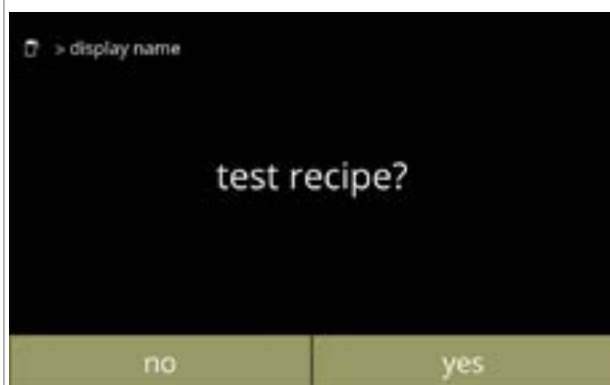 > display name
test recipe?
no yes